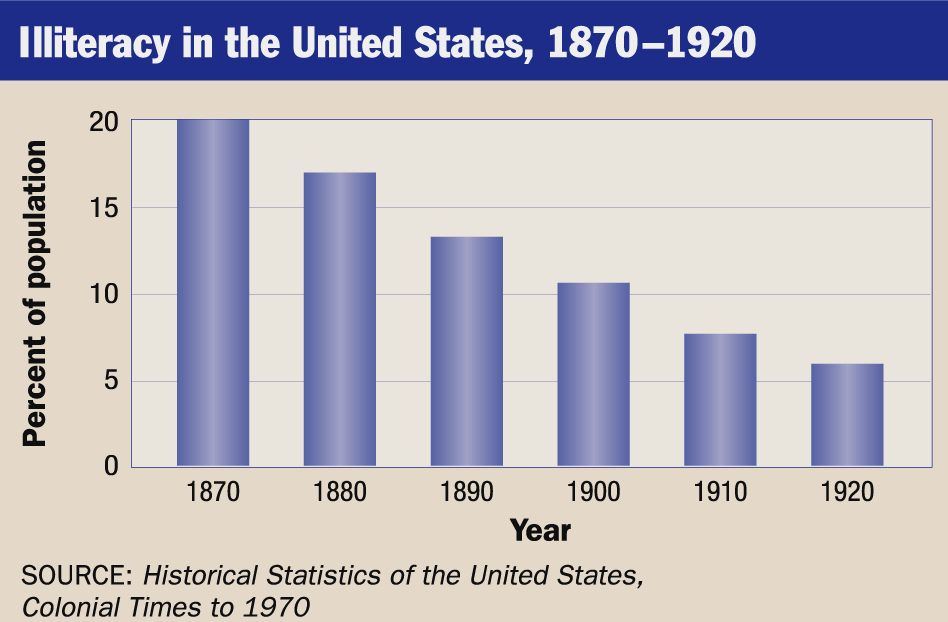 Illiteracy in the United States, 1870–1920
Percent of population
20
15
10
5
0
1870 1880 1890 1900 1910 1920
Year
SOURCE: Historical Statistics of the United States,
Colonial Times to 1970